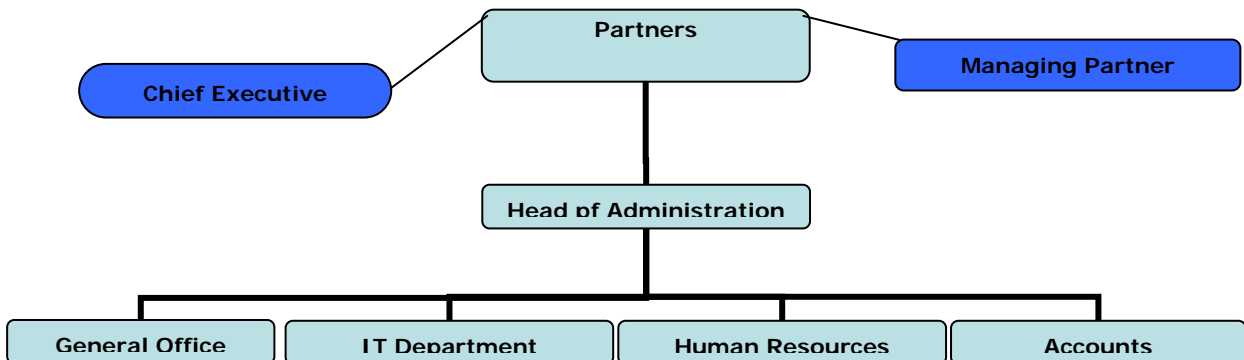 Partners
Chief Executive
Managing Partner
Head pf Administration
General Office
IT Department
Human Resources
Accounts